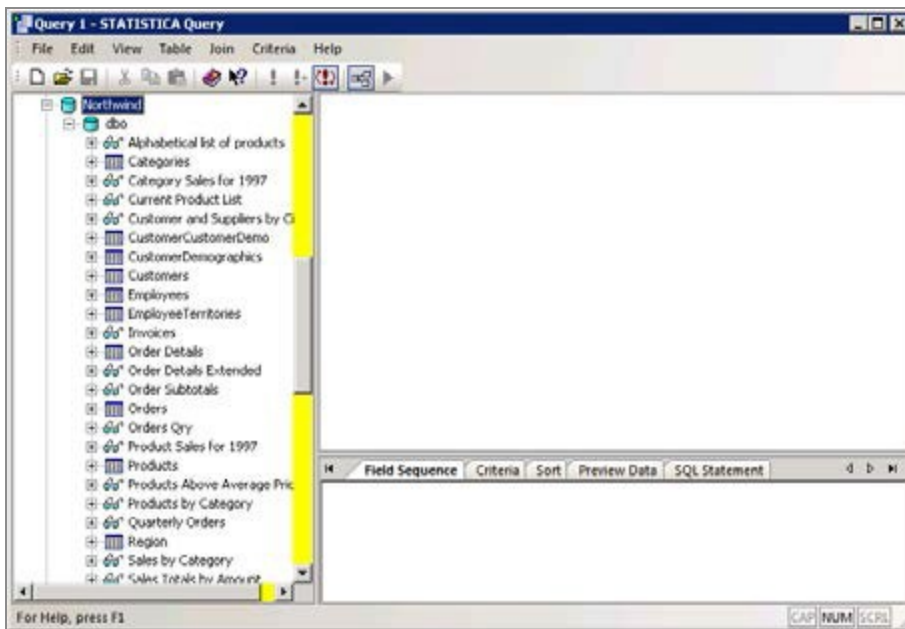 Query 1 - STATISTICA Query
File Edit View Table Join Criteria Help
Northwind
dbo
Alphabetical list of products
Categories
Category Sales for 1997
Current Product List
Customer and Suppliers by Ci
CustomerCustomerDemo
CustomerDemographics
Customers
Employees
EmployeeTerritories
Invoices
Order Details
Order Details Extended
Order Subtotals
Orders
Orders Qry
Product Sales for 1997
Products
Products Above Average Pric
Products by Category
Quarterly Orders
Region
Sales by Category
Sales Totals by Amount
Field Sequence Criteria Sort Preview Data SQL Statement
For Help, press F1
CAP NUM SCRL